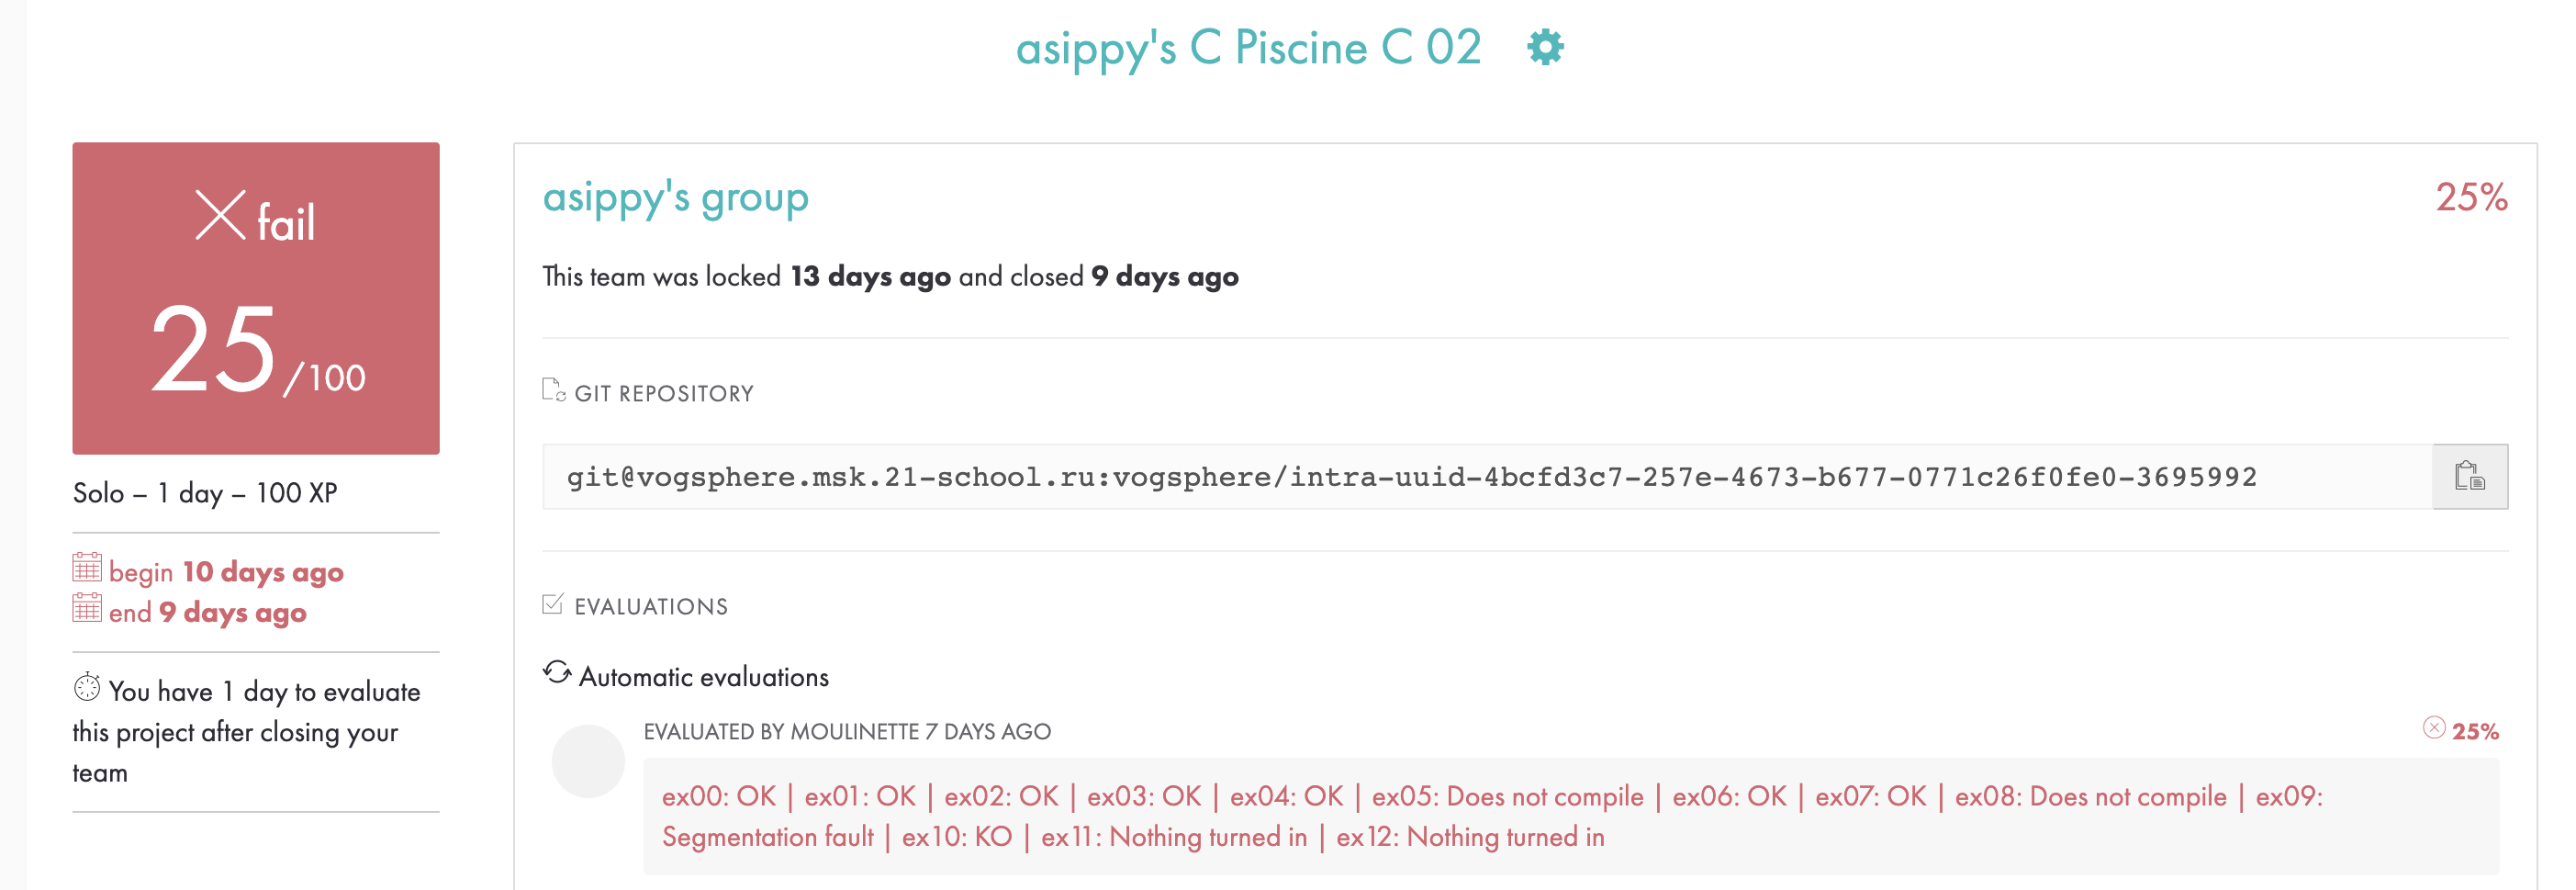 asippy's C Piscine C 02
fail
25/100
Solo – 1 day – 100 XP
begin 10 days ago
end 9 days ago
You have 1 day to evaluate
this project after closing your
team
asippy's group
25%
This team was locked 13 days ago and closed 9 days ago
GIT REPOSITORY
git@vogsphere.msk.21-school.ru:vogsphere/intra-uuid-4bcfd3c7-257e-4673-b677-0771c26f0fe0-3695992
EVALUATIONS
Automatic evaluations
EVALUATED BY MOULINETTE 7 DAYS AGO
25%
ex00: OK | ex01: OK | ex02: OK | ex03: OK | ex04: OK | ex05: Does not compile | ex06: OK | ex07: OK | ex08: Does not compile | ex09:
Segmentation fault | ex10: KO | ex11: Nothing turned in | ex12: Nothing turned in